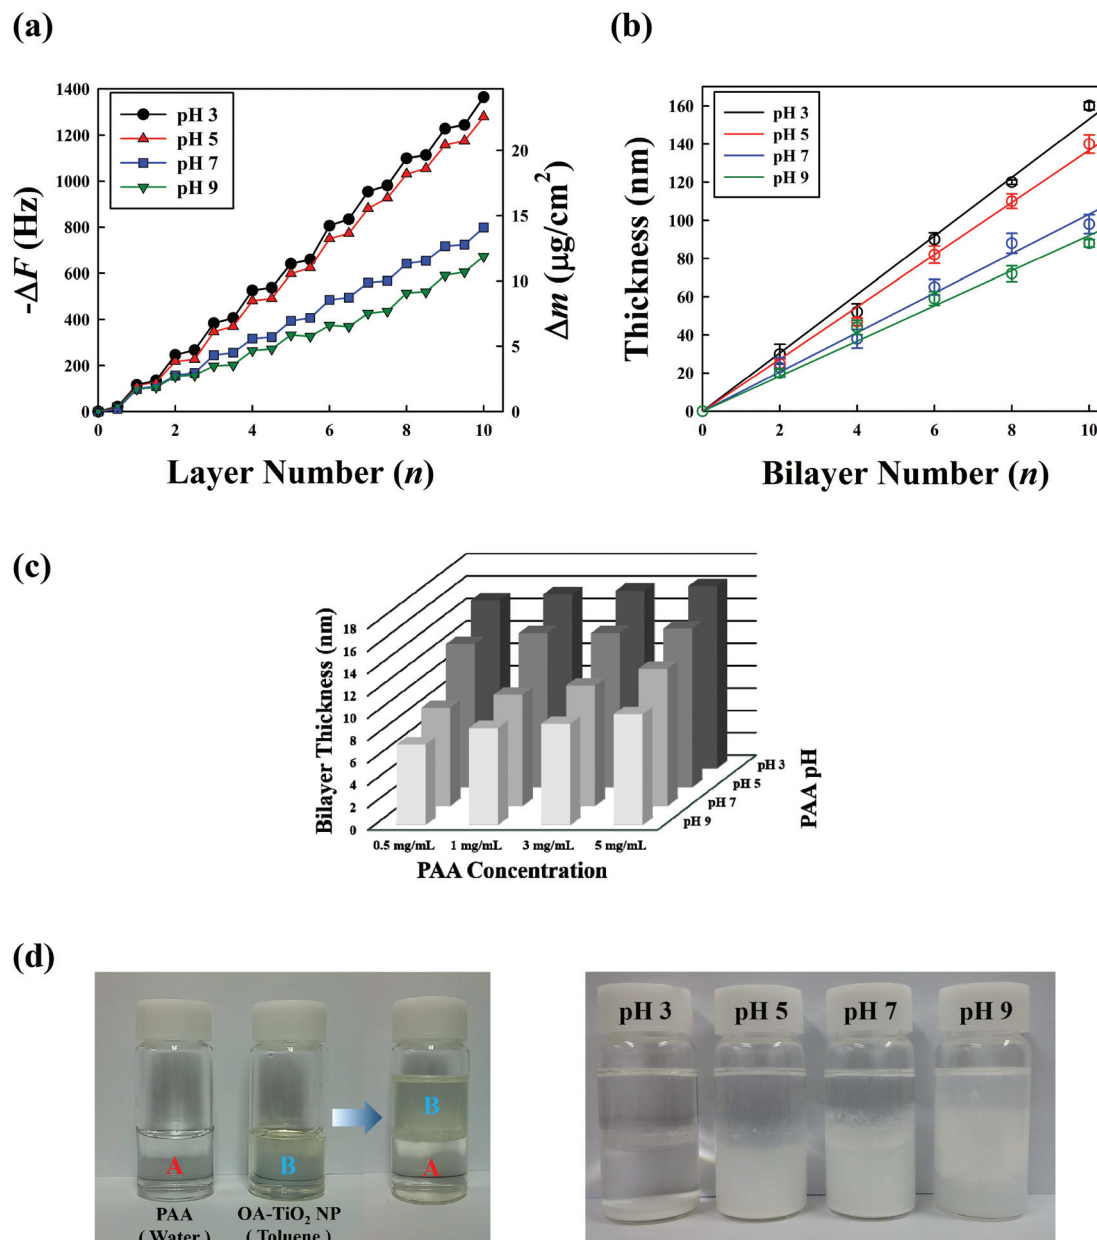 (a)
(b)
-ΔF (Hz)
1400
1200
1000
800
600
400
200
0
pH 3
pH 5
pH 7
pH 9
20
15
10
5
0
Δm (μg/cm²)
0 2 4 6 8 10
Layer Number (n)
Thickness (nm)
160
140
120
100
80
60
40
20
0
pH 3
pH 5
pH 7
pH 9
0 2 4 6 8 10
Bilayer Number (n)
(c)
Bilayer Thickness (nm)
18
16
14
12
10
8
6
4
2
0
pH 3
pH 5
pH 7
pH 9
PAA pH
0.5 mg/mL 1 mg/mL 3 mg/mL 5 mg/mL
PAA Concentration
(d)
A
B
B
A
PAA
( Water )
OA-TiO₂ NP
( Toluene )
pH 3 pH 5 pH 7 pH 9